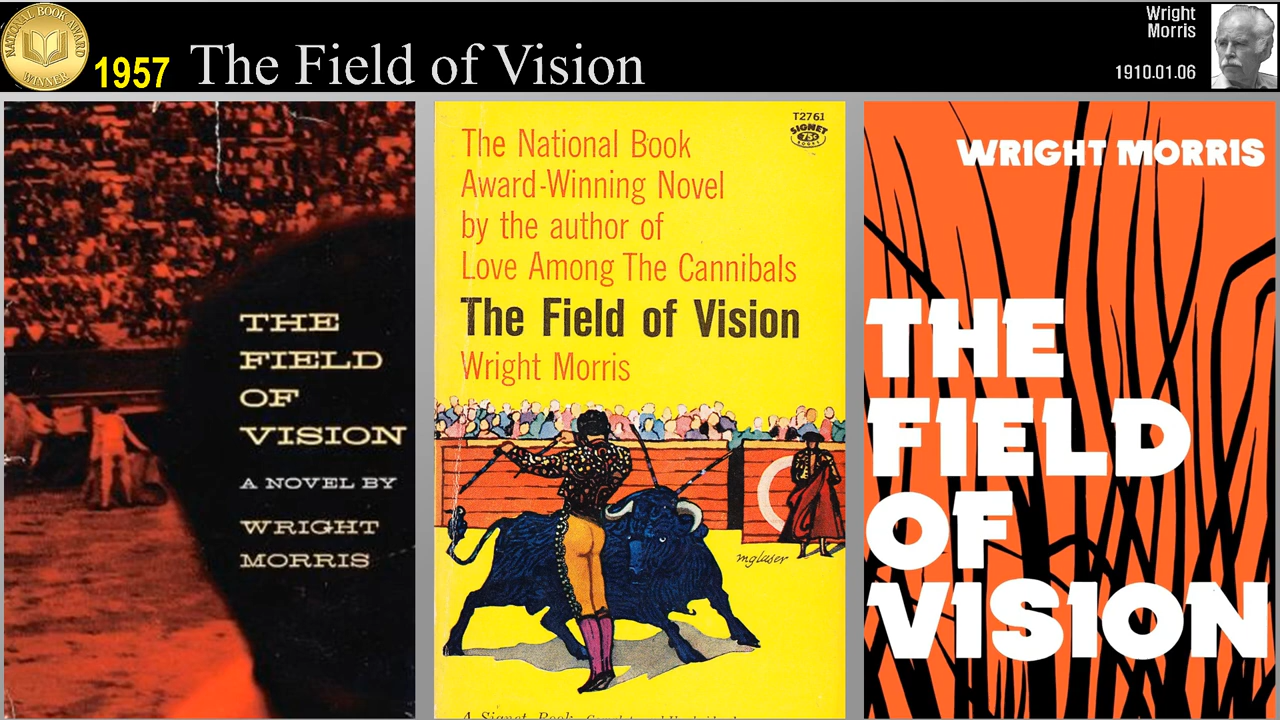 NATIONAL BOOK AWARD
WINNER
1957 The Field of Vision
Wright
Morris
1910.01.06
THE
FIELD
OF
VISION
A NOVEL BY
WRIGHT
MORRIS
T2761
SIGNET
75¢
BOOKS
The National Book
Award-Winning Novel
by the author of
Love Among The Cannibals
The Field of Vision
Wright Morris
mglaser
A Signet Book
WRIGHT MORRIS
THE
FIELD
OF
VISION